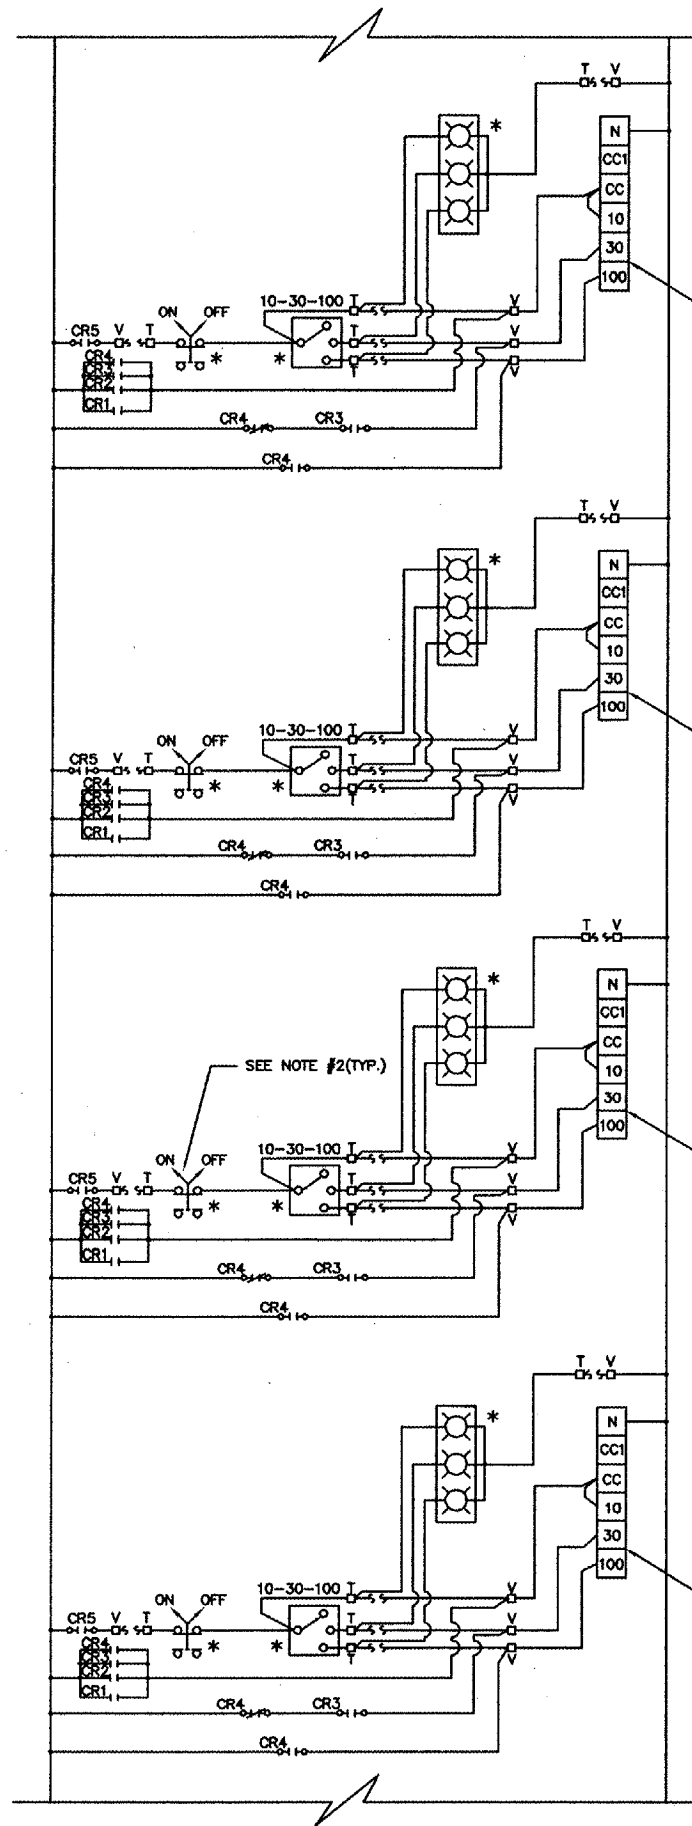 T V
*
N
CC1
CC
10
30
100
10-30-100 T V
ON OFF
CR5 V T * * T V
CR4
CR3
CR2
CR1
T V
CR4 CR3
CR4
T V
*
N
CC1
CC
10
30
100
10-30-100 T V
ON OFF
CR5 V T * * T V
CR4
CR3
CR2
CR1
T V
CR4 CR3
CR4
T V
*
N
CC1
CC
10
30
100
SEE NOTE #2(TYP.)
10-30-100 T V
ON OFF
CR5 V T * * T V
CR4
CR3
CR2
CR1
T V
CR4 CR3
CR4
T V
*
N
CC1
CC
10
30
100
10-30-100 T V
ON OFF
CR5 V T * * T V
CR4
CR3
CR2
CR1
T V
CR4 CR3
CR4